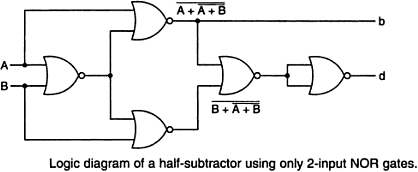 A + A + B
b
A
B
d
B + A + B
Logic diagram of a half-subtractor using only 2-input NOR gates.